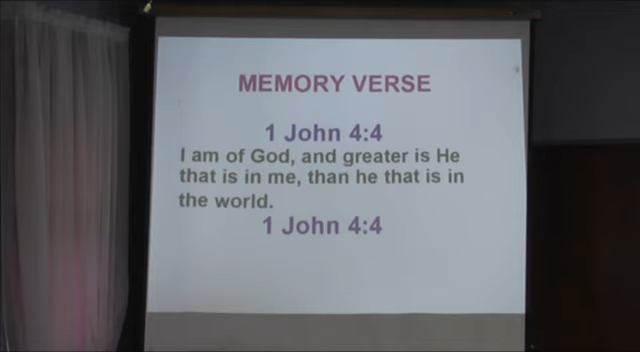 MEMORY VERSE
1 John 4:4
I am of God, and greater is He
that is in me, than he that is in
the world.
1 John 4:4